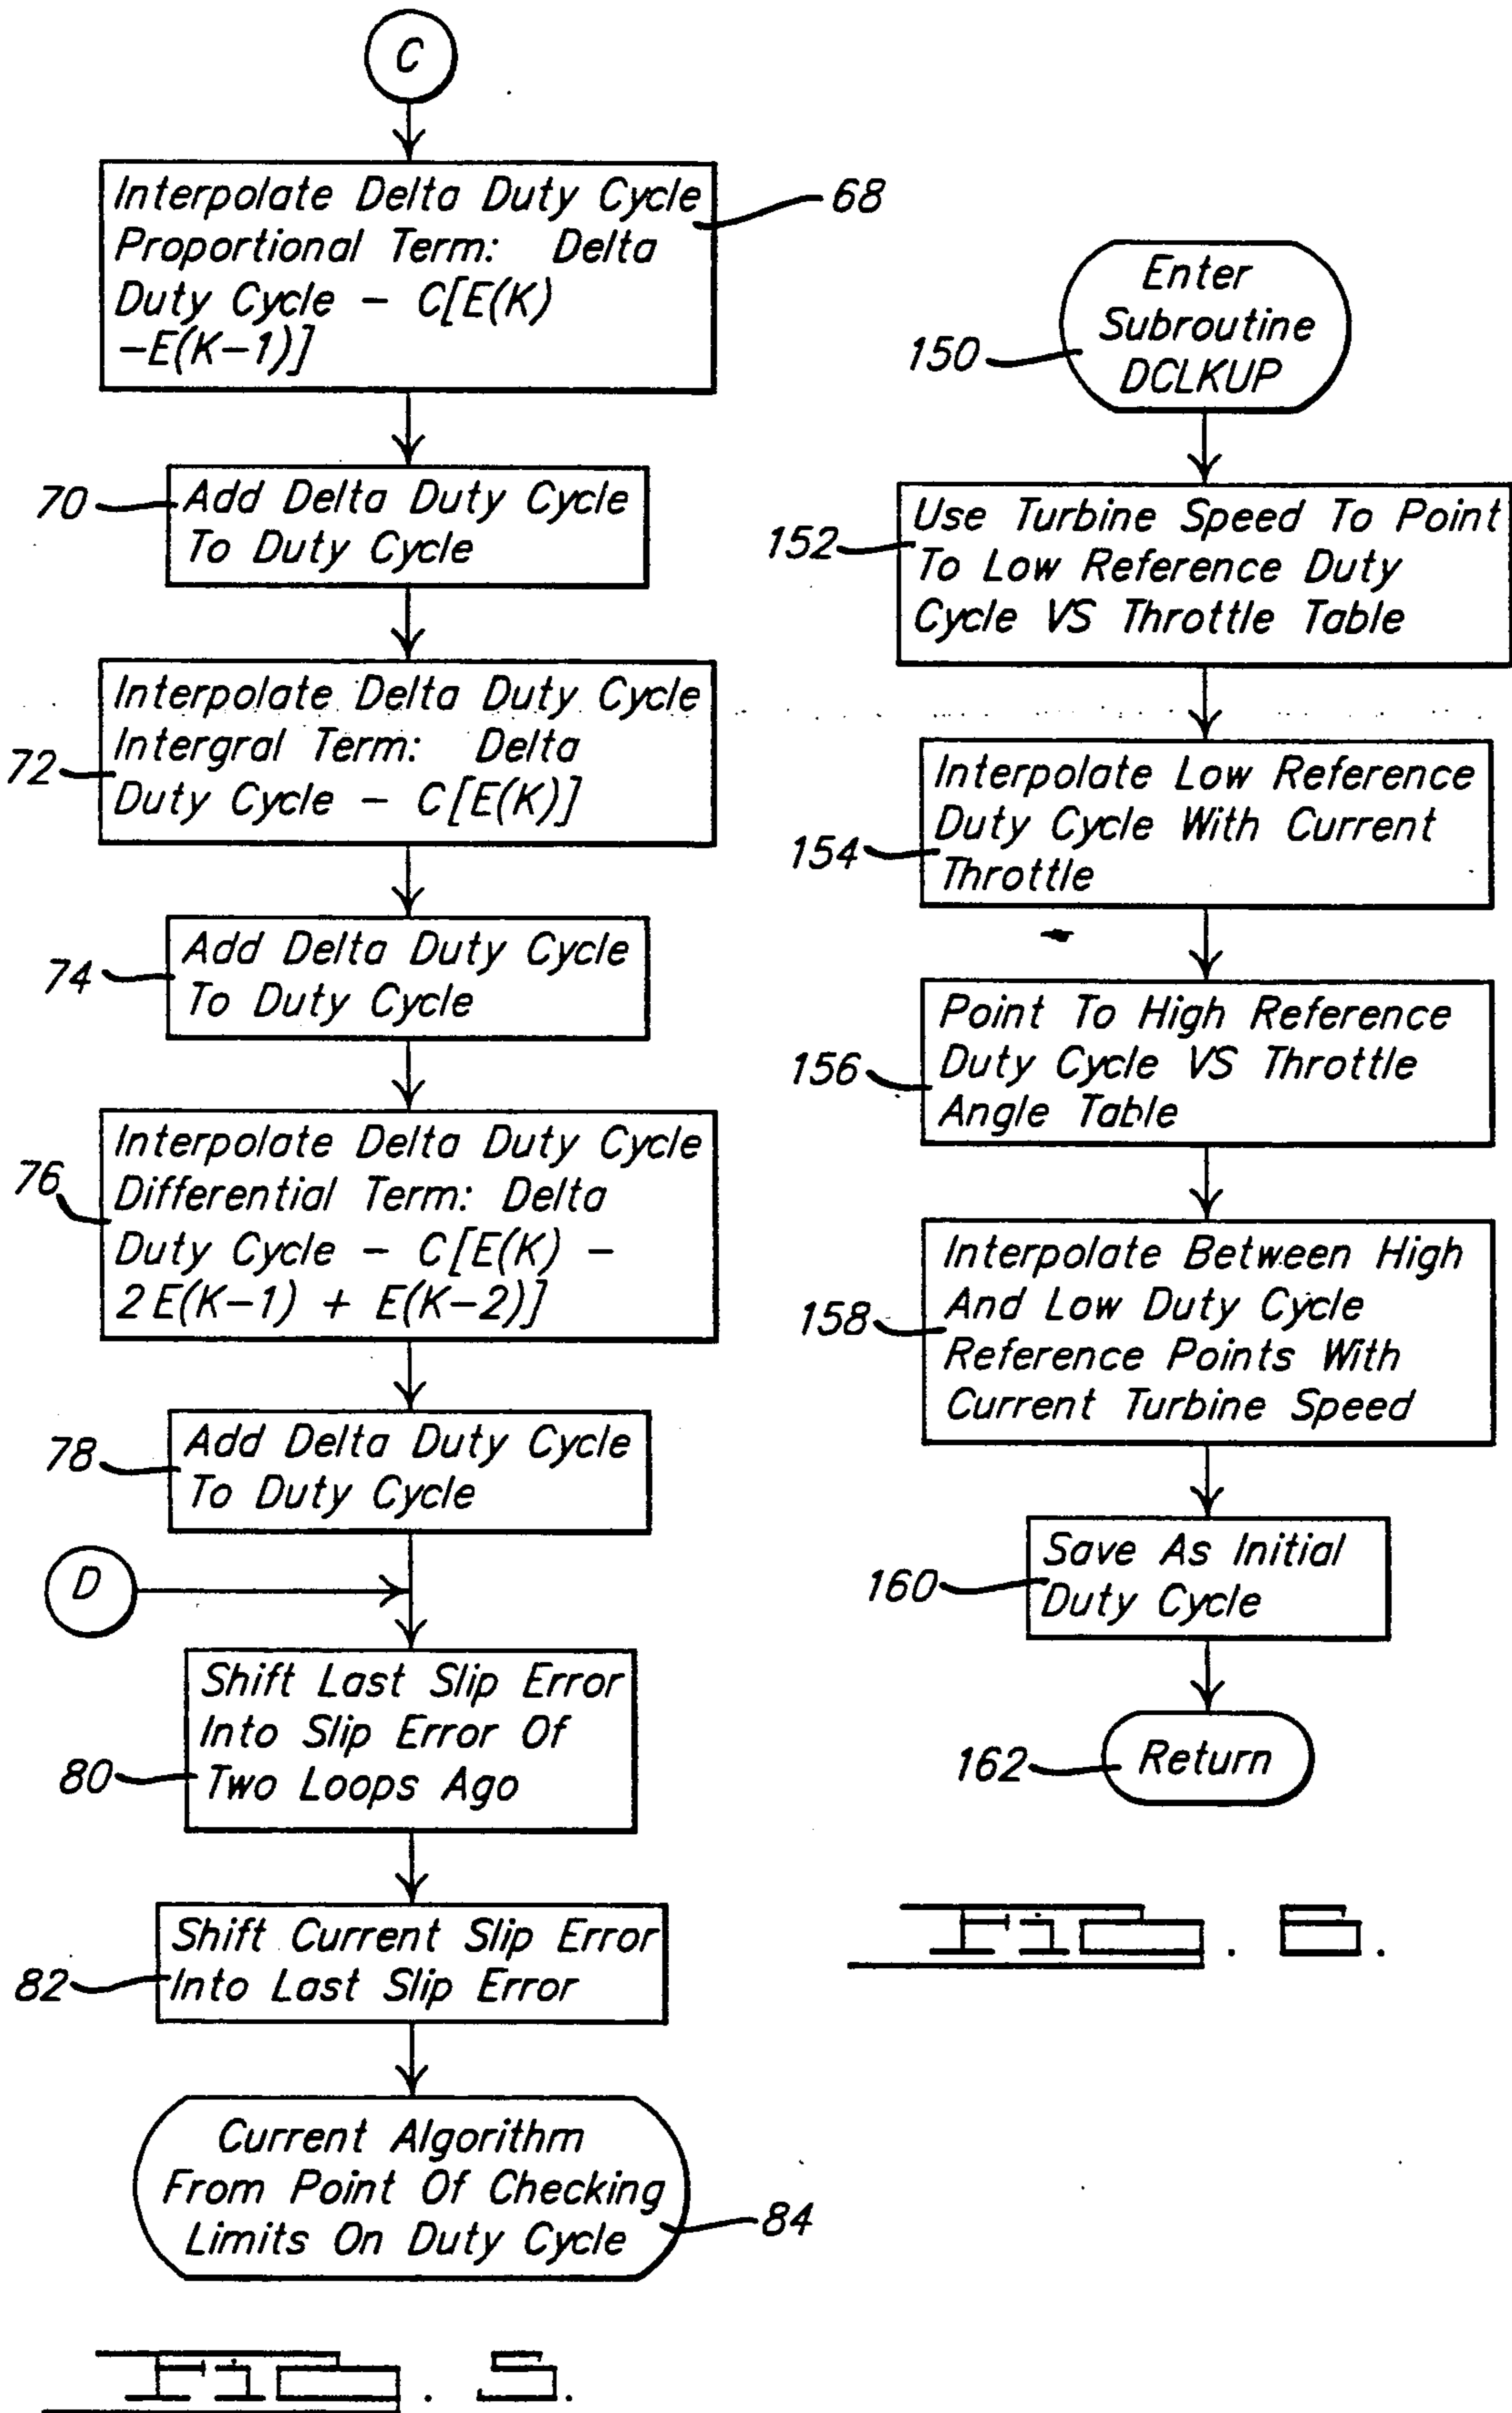 C
Interpolate Delta Duty Cycle
Proportional Term: Delta
Duty Cycle - C[E(K)
-E(K-1)]
68
70
Add Delta Duty Cycle
To Duty Cycle
72
Interpolate Delta Duty Cycle
Intergral Term: Delta
Duty Cycle - C[E(K)]
74
Add Delta Duty Cycle
To Duty Cycle
76
Interpolate Delta Duty Cycle
Differential Term: Delta
Duty Cycle - C[E(K) -
2E(K-1) + E(K-2)]
78
Add Delta Duty Cycle
To Duty Cycle
D
80
Shift Last Slip Error
Into Slip Error Of
Two Loops Ago
82
Shift Current Slip Error
Into Last Slip Error
Current Algorithm
From Point Of Checking
Limits On Duty Cycle
84
Fig. 5.
150
Enter
Subroutine
DCLKUP
152
Use Turbine Speed To Point
To Low Reference Duty
Cycle VS Throttle Table
154
Interpolate Low Reference
Duty Cycle With Current
Throttle
156
Point To High Reference
Duty Cycle VS Throttle
Angle Table
158
Interpolate Between High
And Low Duty Cycle
Reference Points With
Current Turbine Speed
160
Save As Initial
Duty Cycle
162
Return
Fig. 8.